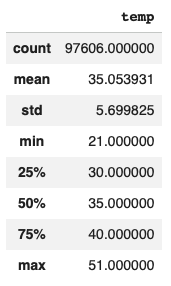 temp
count 97606.000000
mean 35.053931
std 5.699825
min 21.000000
25% 30.000000
50% 35.000000
75% 40.000000
max 51.000000